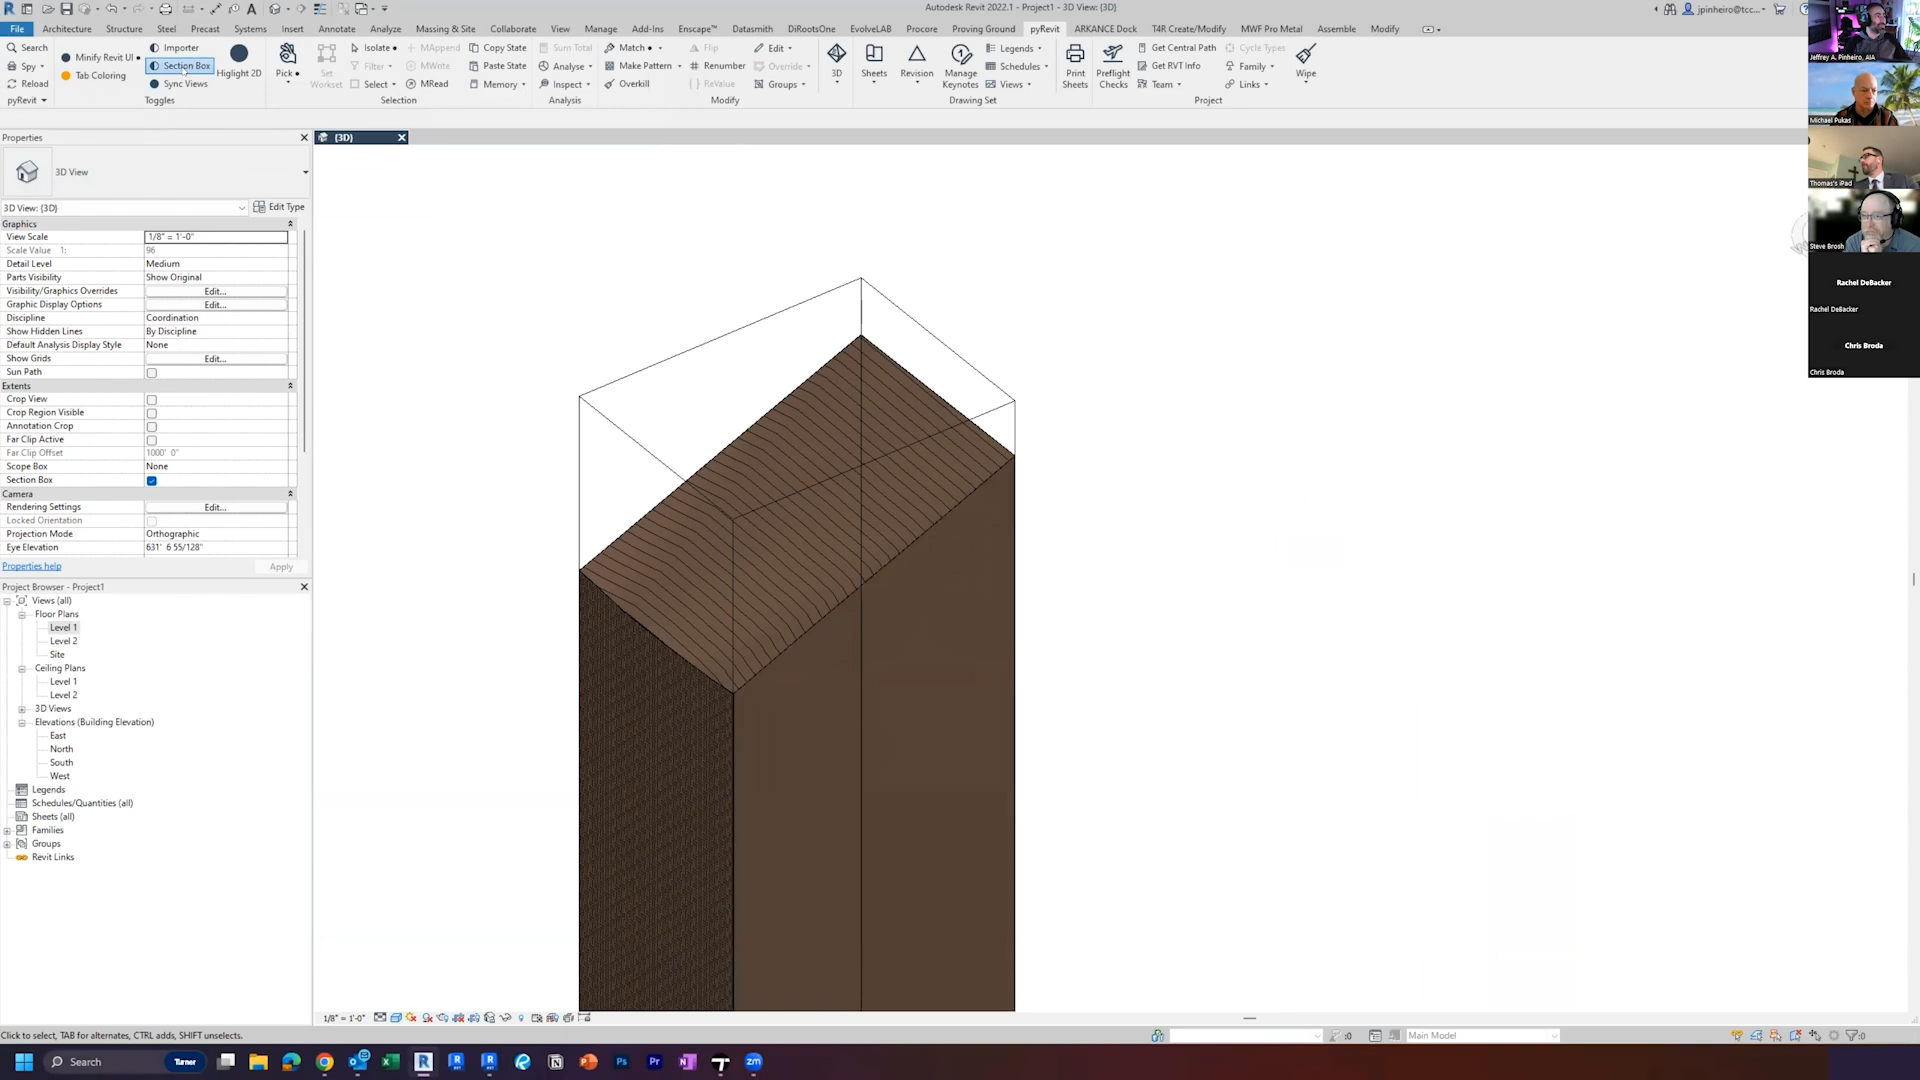 Autodesk Revit 2022.1 - Project1 - 3D View: {3D}
jpinheiro@tcc...
File Architecture Structure Steel Precast Systems Insert Annotate Analyze Massing & Site Collaborate View Manage Add-Ins Enscape™ Datasmith DiRootsOne EvolveLAB Procore Proving Ground pyRevit ARKANCE Dock T4R Create/Modify MWF Pro Metal Assemble Modify
Search
Spy
Reload
pyRevit
Minify Revit UI
Tab Coloring
Importer
Section Box
Sync Views
Higlight 2D
Toggles
Pick
Set Workset
Isolate
Filter
Select
MAppend
MWrite
MRead
Copy State
Paste State
Memory
Selection
Sum Total
Analyse
Inspect
Analysis
Match
Make Pattern
Overkill
Flip
Renumber
ReValue
Edit
Override
Groups
Modify
3D
Sheets
Revision
Manage Keynotes
Legends
Schedules
Views
Drawing Set
Print Sheets
Preflight Checks
Get Central Path
Get RVT Info
Team
Cycle Types
Family
Links
Project
Wipe
Properties
3D View
3D View: {3D}
Edit Type
Graphics
View Scale 1/8" = 1'-0"
Scale Value 1: 96
Detail Level Medium
Parts Visibility Show Original
Visibility/Graphics Overrides Edit...
Graphic Display Options Edit...
Discipline Coordination
Show Hidden Lines By Discipline
Default Analysis Display Style None
Show Grids Edit...
Sun Path
Extents
Crop View
Crop Region Visible
Annotation Crop
Far Clip Active
Far Clip Offset 1000' 0"
Scope Box None
Section Box
Camera
Rendering Settings Edit...
Locked Orientation
Projection Mode Orthographic
Eye Elevation 631' 6 55/128"
Properties help
Apply
Project Browser - Project1
Views (all)
Floor Plans
Level 1
Level 2
Site
Ceiling Plans
Level 1
Level 2
3D Views
Elevations (Building Elevation)
East
North
South
West
Legends
Schedules/Quantities (all)
Sheets (all)
Families
Groups
Revit Links
{3D}
Jeffrey A. Pinheiro, AIA
Michael Pukas
Thomas's iPad
Steve Brosh
Rachel DeBacker
Rachel DeBacker
Chris Broda
Chris Broda
1/8" = 1'-0"
Click to select, TAB for alternates, CTRL adds, SHIFT unselects.
:0
Main Model
:0
Search
Turner